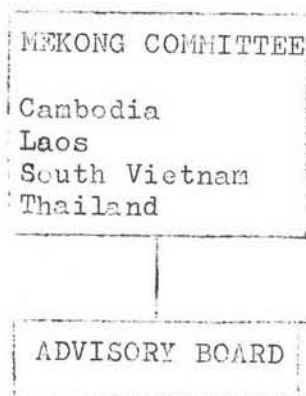 MEKONG COMMITTEE
Cambodia
Laos
South Vietnam
Thailand
ADVISORY BOARD